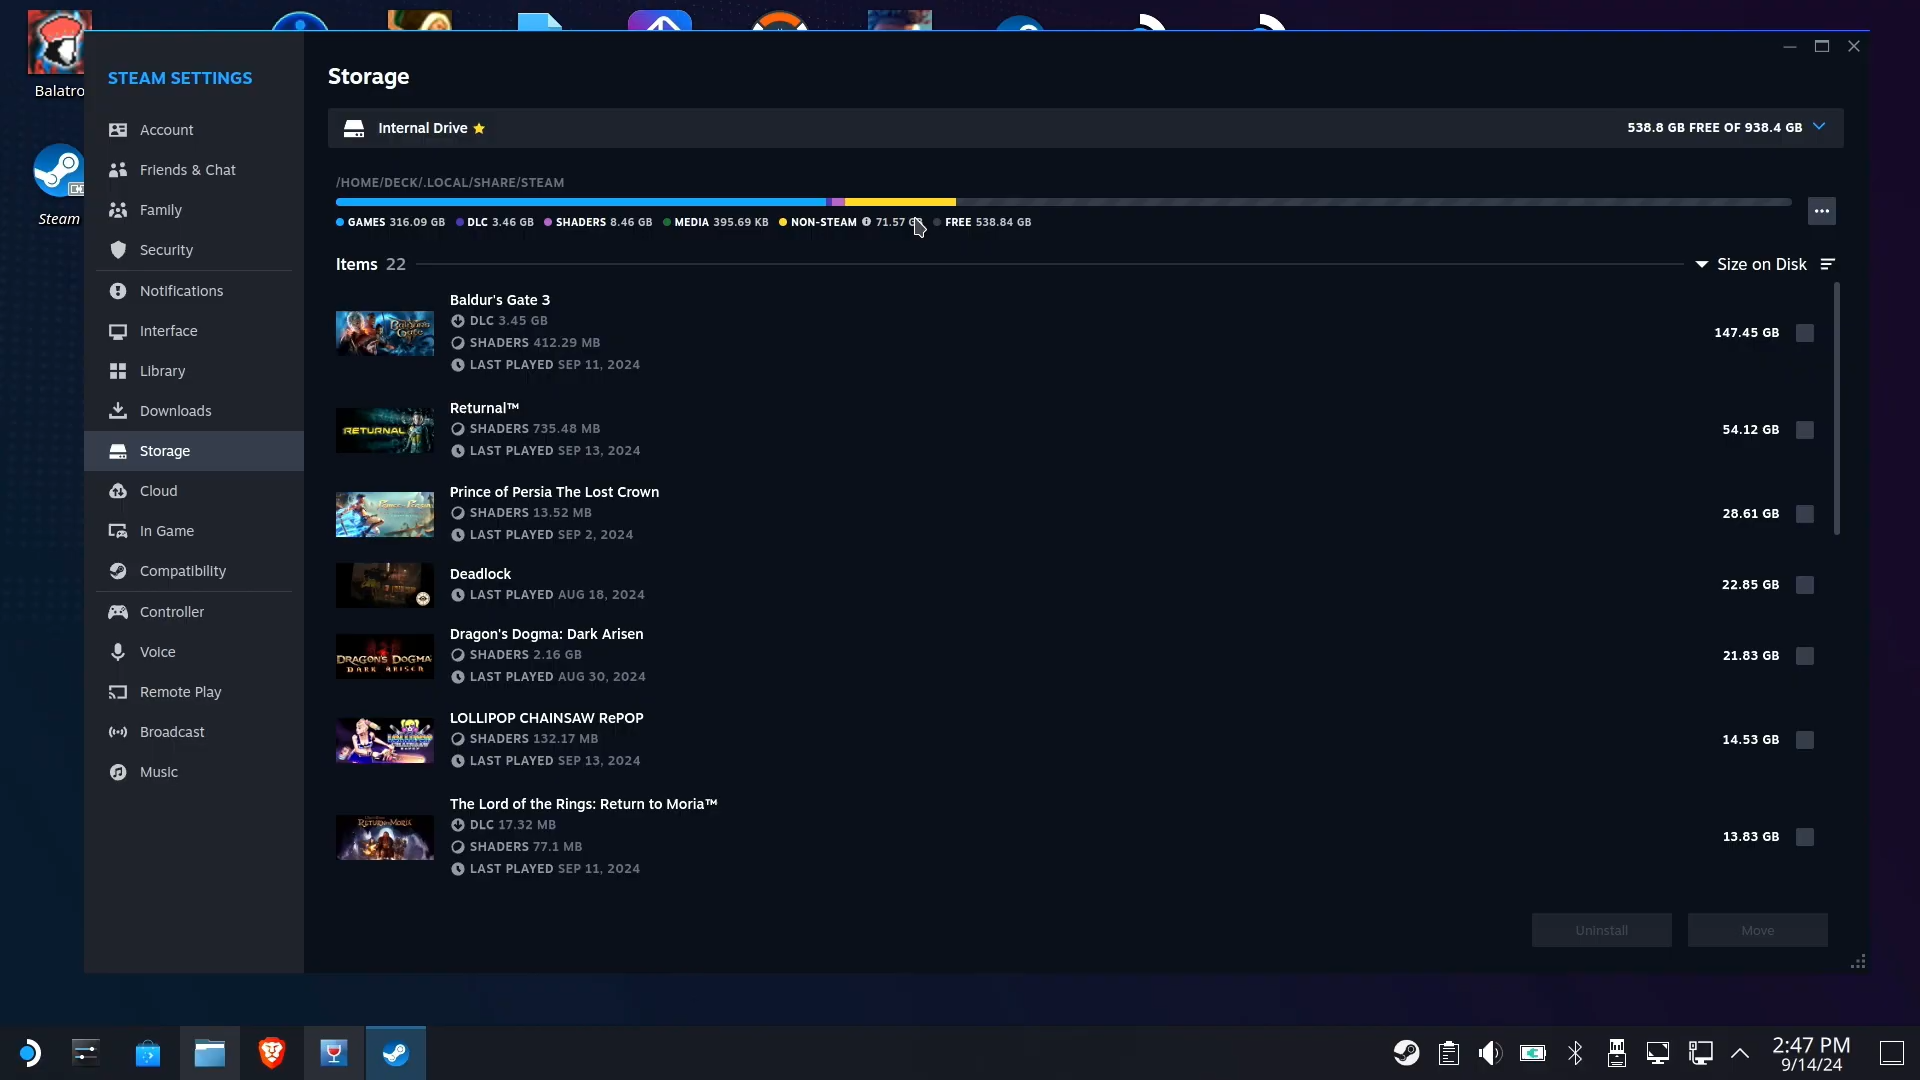 Balatro
Steam
STEAM SETTINGS
Account
Friends & Chat
Family
Security
Notifications
Interface
Library
Downloads
Storage
Cloud
In Game
Compatibility
Controller
Voice
Remote Play
Broadcast
Music
Storage
Internal Drive
538.8 GB FREE OF 938.4 GB
/HOME/DECK/.LOCAL/SHARE/STEAM
GAMES 316.09 GB DLC 3.46 GB SHADERS 8.46 GB MEDIA 395.69 KB NON-STEAM 71.57 GB FREE 538.84 GB
Items 22
Size on Disk
Baldur's Gate 3
DLC 3.45 GB
SHADERS 412.29 MB
LAST PLAYED SEP 11, 2024
147.45 GB
RETURNAL
Returnal™
SHADERS 735.48 MB
LAST PLAYED SEP 13, 2024
54.12 GB
Prince of Persia The Lost Crown
SHADERS 13.52 MB
LAST PLAYED SEP 2, 2024
28.61 GB
Deadlock
LAST PLAYED AUG 18, 2024
22.85 GB
DRAGON'S DOGMA
DARK ARISEN
Dragon's Dogma: Dark Arisen
SHADERS 2.16 GB
LAST PLAYED AUG 30, 2024
21.83 GB
LOLLIPOP CHAINSAW RePOP
SHADERS 132.17 MB
LAST PLAYED SEP 13, 2024
14.53 GB
The Lord of the Rings: Return to Moria™
DLC 17.32 MB
SHADERS 77.1 MB
LAST PLAYED SEP 11, 2024
13.83 GB
Uninstall
Move
2:47 PM
9/14/24